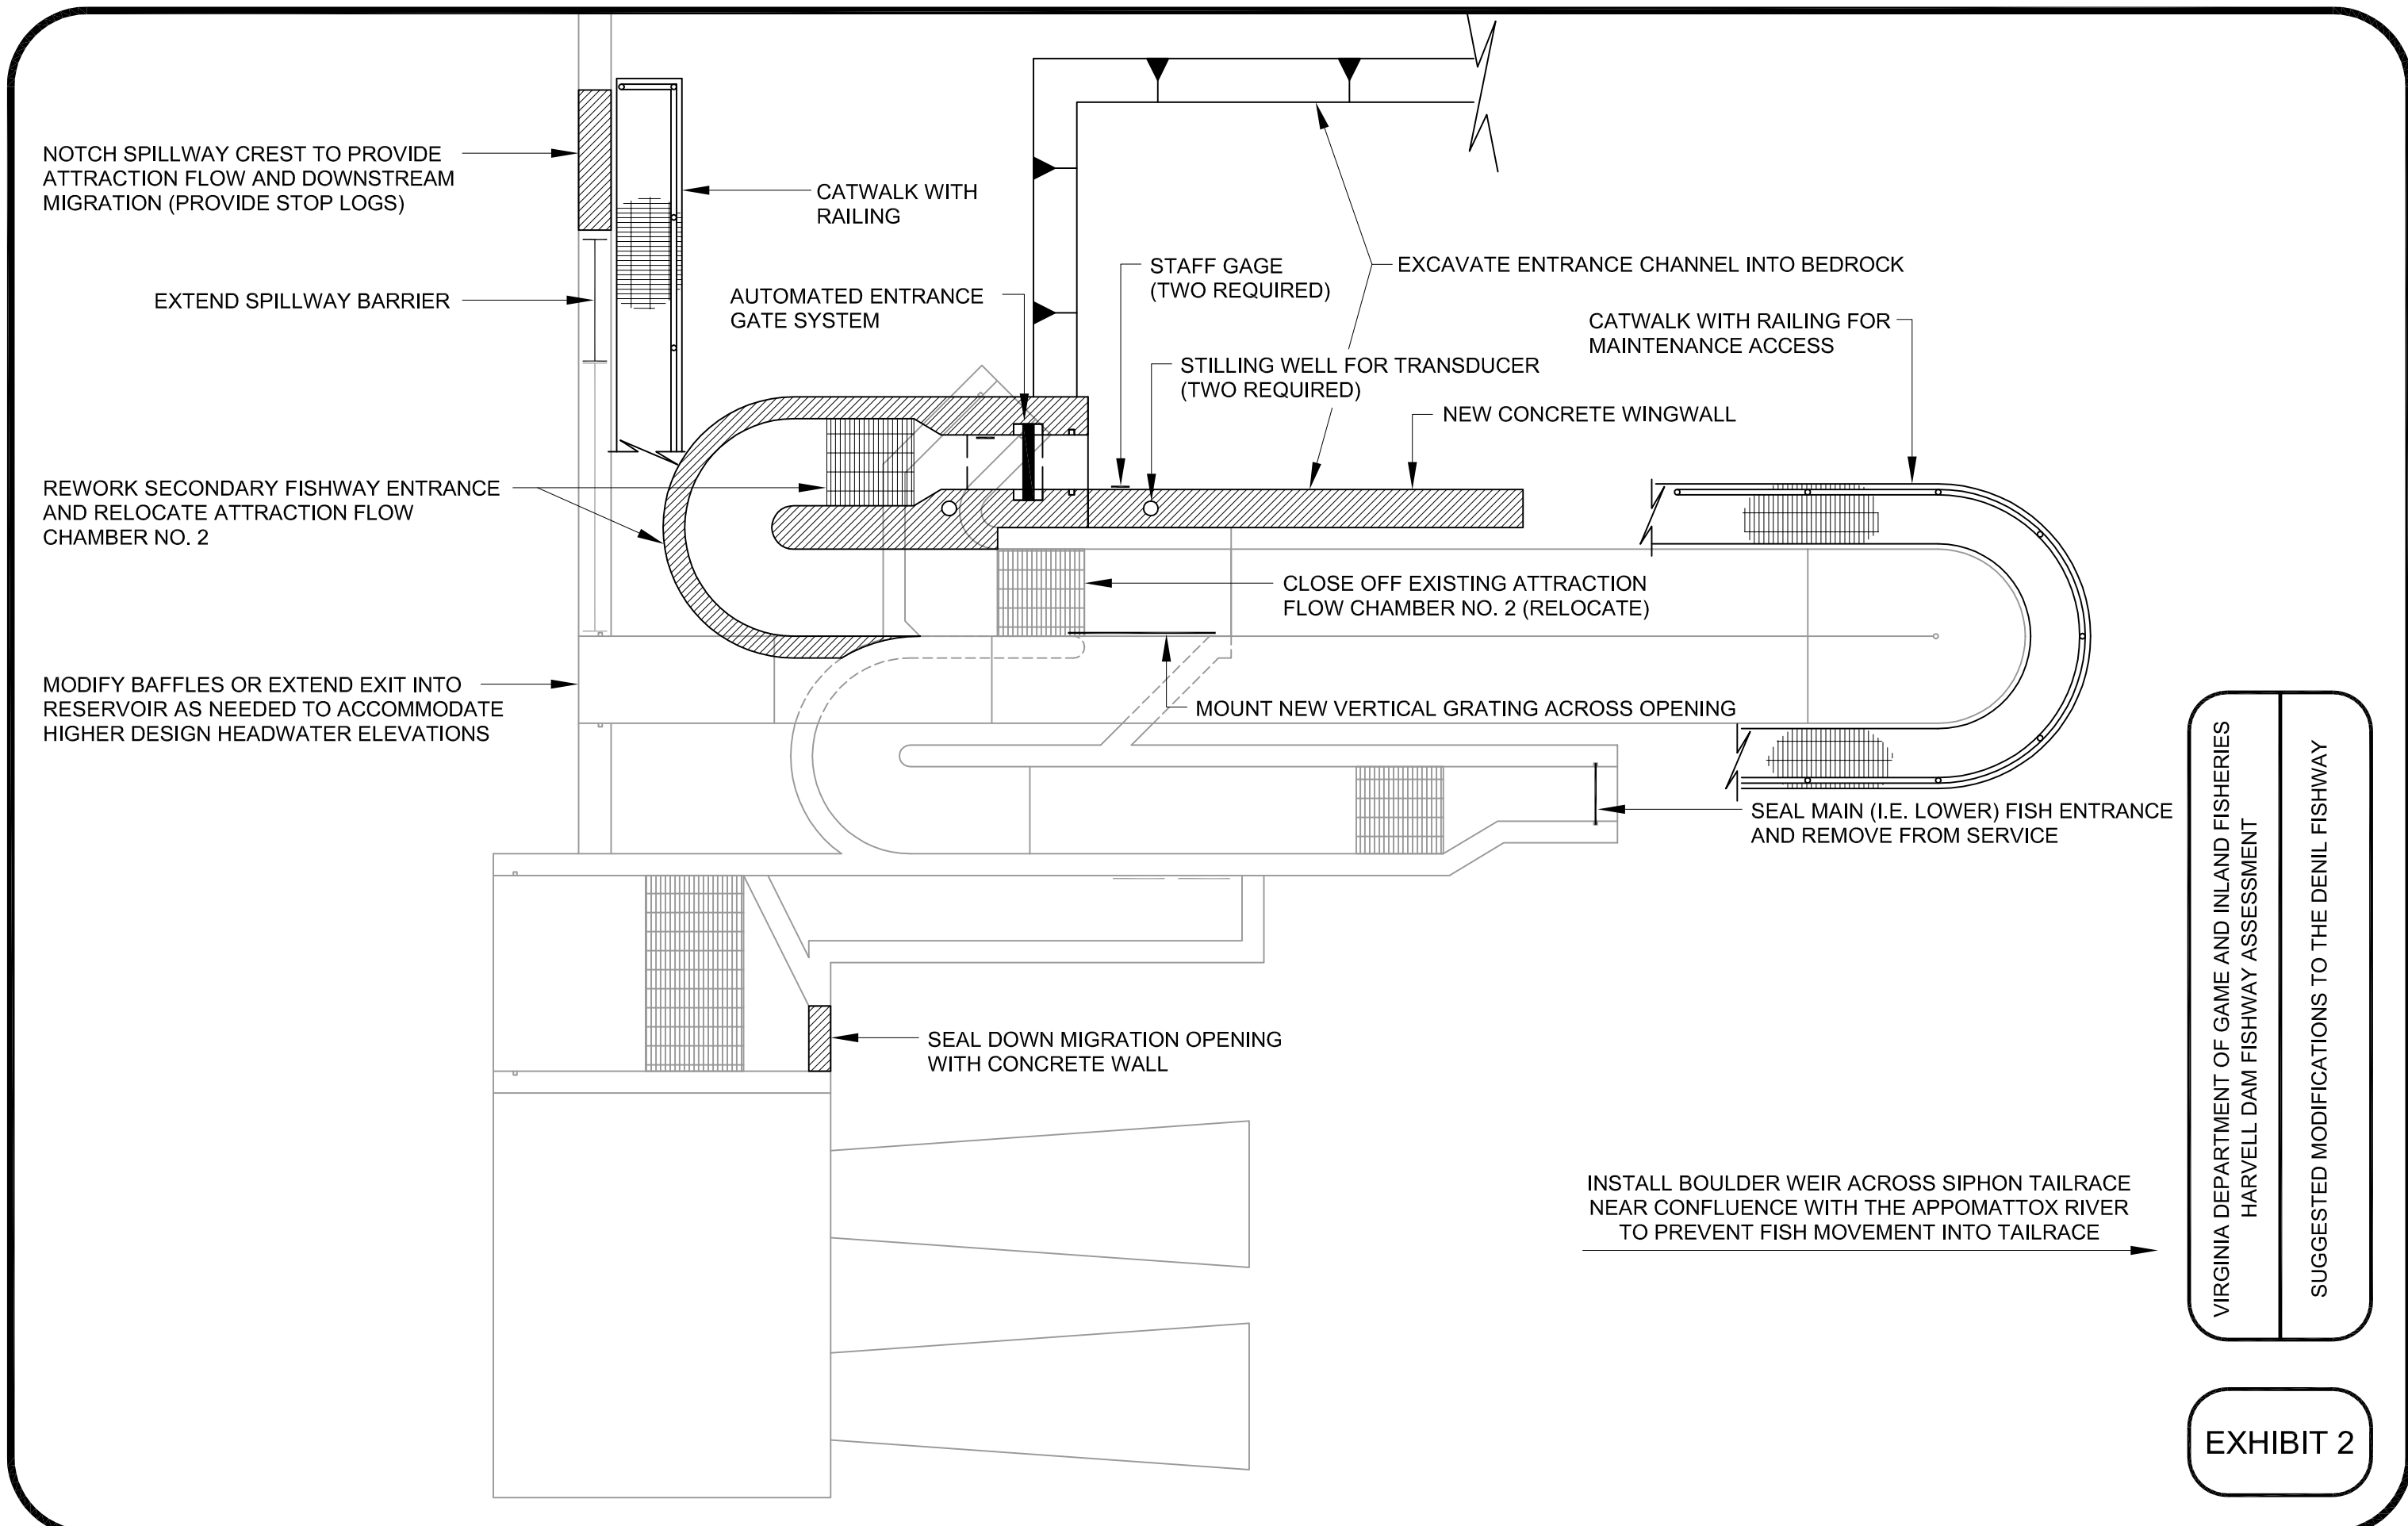 NOTCH SPILLWAY CREST TO PROVIDE
ATTRACTION FLOW AND DOWNSTREAM
MIGRATION (PROVIDE STOP LOGS)
CATWALK WITH
RAILING
EXTEND SPILLWAY BARRIER
AUTOMATED ENTRANCE
GATE SYSTEM
STAFF GAGE
(TWO REQUIRED)
EXCAVATE ENTRANCE CHANNEL INTO BEDROCK
STILLING WELL FOR TRANSDUCER
(TWO REQUIRED)
CATWALK WITH RAILING FOR
MAINTENANCE ACCESS
NEW CONCRETE WINGWALL
REWORK SECONDARY FISHWAY ENTRANCE
AND RELOCATE ATTRACTION FLOW
CHAMBER NO. 2
CLOSE OFF EXISTING ATTRACTION
FLOW CHAMBER NO. 2 (RELOCATE)
MODIFY BAFFLES OR EXTEND EXIT INTO
RESERVOIR AS NEEDED TO ACCOMMODATE
HIGHER DESIGN HEADWATER ELEVATIONS
MOUNT NEW VERTICAL GRATING ACROSS OPENING
SEAL MAIN (I.E. LOWER) FISH ENTRANCE
AND REMOVE FROM SERVICE
SEAL DOWN MIGRATION OPENING
WITH CONCRETE WALL
INSTALL BOULDER WEIR ACROSS SIPHON TAILRACE
NEAR CONFLUENCE WITH THE APPOMATTOX RIVER
TO PREVENT FISH MOVEMENT INTO TAILRACE
VIRGINIA DEPARTMENT OF GAME AND INLAND FISHERIES
HARVELL DAM FISHWAY ASSESSMENT
SUGGESTED MODIFICATIONS TO THE DENIL FISHWAY
EXHIBIT 2